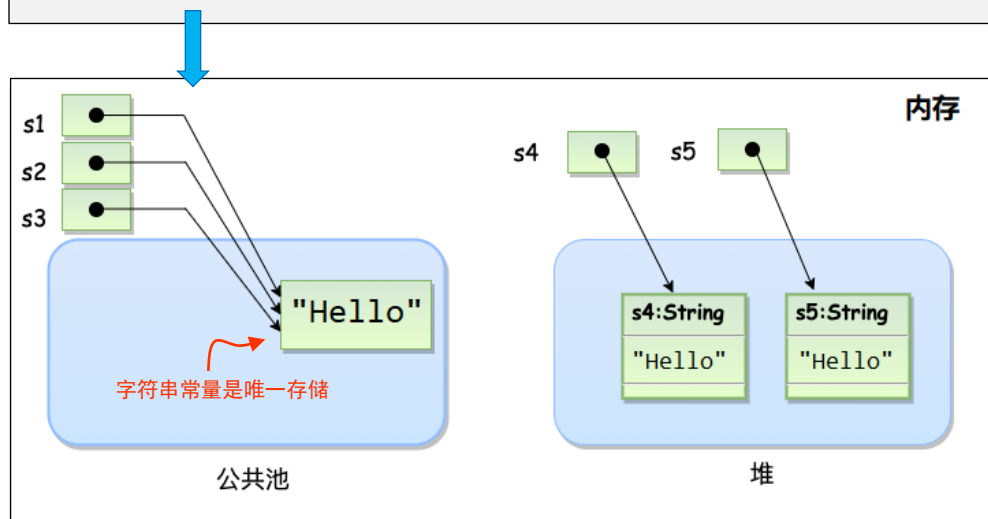 内存
s1
s2
s3
s4
s5
"Hello"
字符串常量是唯一存储
s4:String
"Hello"
s5:String
"Hello"
公共池
堆